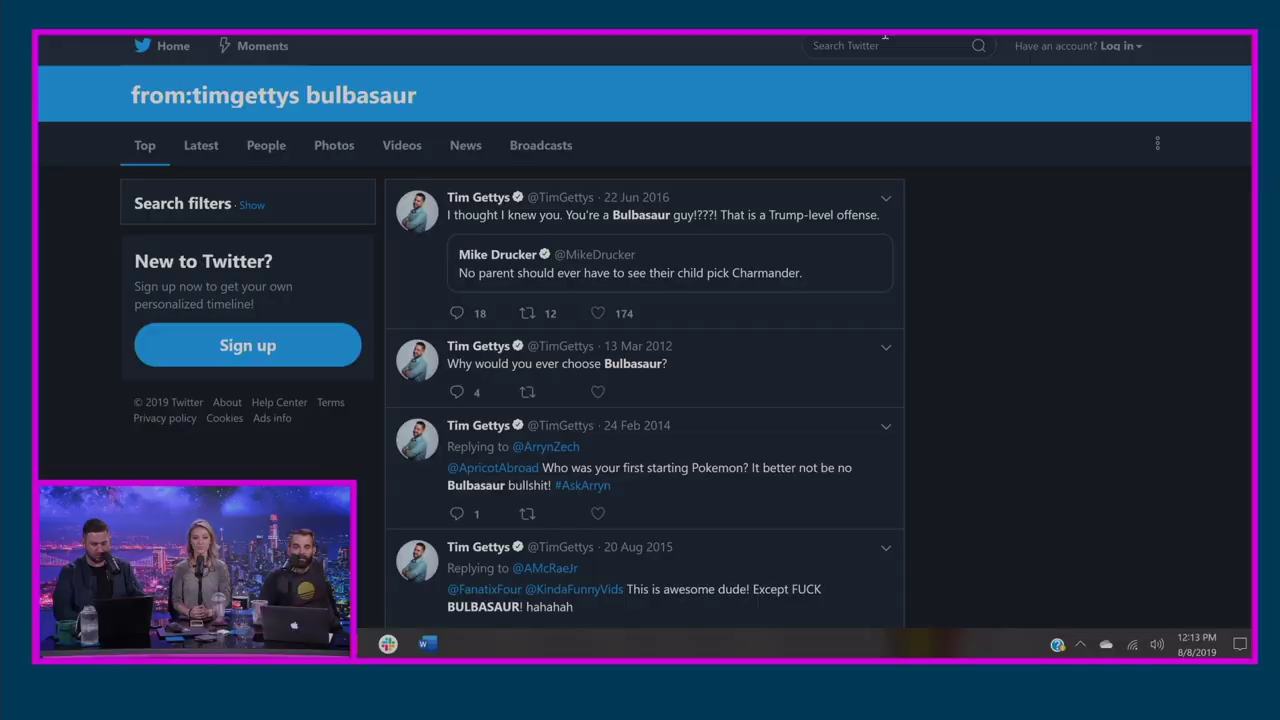 Home
Moments
Search Twitter
Have an account? Log in
from:timgettys bulbasaur
Top
Latest
People
Photos
Videos
News
Broadcasts
Search filters · Show
New to Twitter?
Sign up now to get your own
personalized timeline!
Sign up
© 2019 Twitter About Help Center Terms
Privacy policy Cookies Ads info
Tim Gettys @TimGettys · 22 Jun 2016
I thought I knew you. You're a Bulbasaur guy!???! That is a Trump-level offense.
Mike Drucker @MikeDrucker
No parent should ever have to see their child pick Charmander.
18 12 174
Tim Gettys @TimGettys · 13 Mar 2012
Why would you ever choose Bulbasaur?
4
Tim Gettys @TimGettys · 24 Feb 2014
Replying to @ArrynZech
@ApricotAbroad Who was your first starting Pokemon? It better not be no
Bulbasaur bullshit! #AskArryn
1
Tim Gettys @TimGettys · 20 Aug 2015
Replying to @AMcRaeJr
@FanatixFour @KindaFunnyVids This is awesome dude! Except FUCK
BULBASAUR! hahahah
W
12:13 PM
8/8/2019